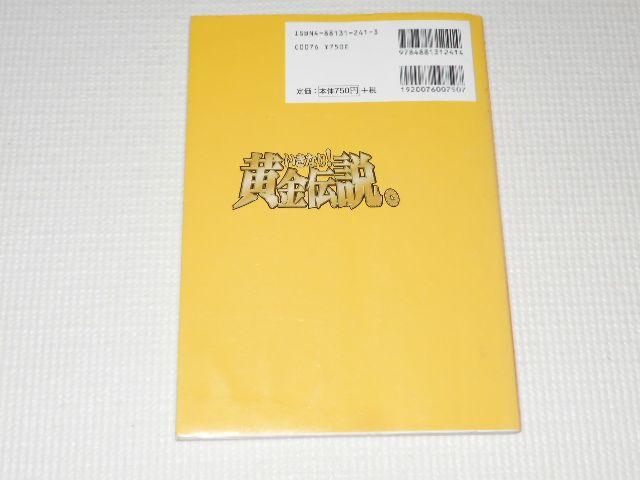 ISBN4-88131-241-3
C0076 ¥750E
定価：本体750円＋税
9784881312414
1920076007507
いきなり！
黄金伝説。